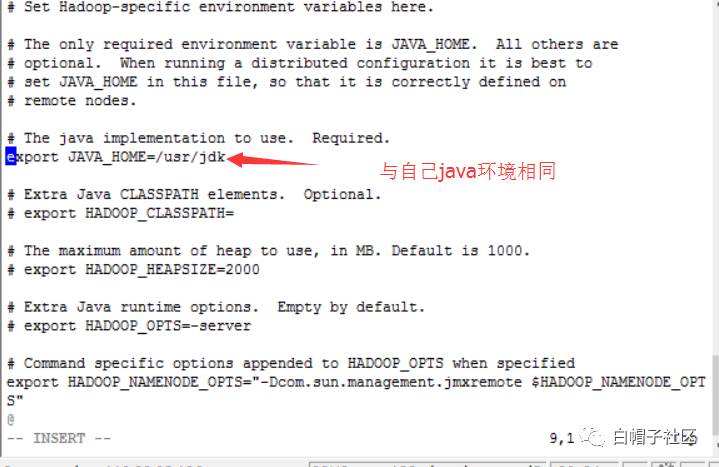 # Set Hadoop-specific environment variables here.
# The only required environment variable is JAVA_HOME.  All others are
# optional.  When running a distributed configuration it is best to
# set JAVA_HOME in this file, so that it is correctly defined on
# remote nodes.
# The java implementation to use.  Required.
export JAVA_HOME=/usr/jdk
与自己java环境相同
# Extra Java CLASSPATH elements.  Optional.
# export HADOOP_CLASSPATH=
# The maximum amount of heap to use, in MB. Default is 1000.
# export HADOOP_HEAPSIZE=2000
# Extra Java runtime options.  Empty by default.
# export HADOOP_OPTS=-server
# Command specific options appended to HADOOP_OPTS when specified
export HADOOP_NAMENODE_OPTS="-Dcom.sun.management.jmxremote $HADOOP_NAMENODE_OPT
S"
@
-- INSERT --
9,1
白帽子社区